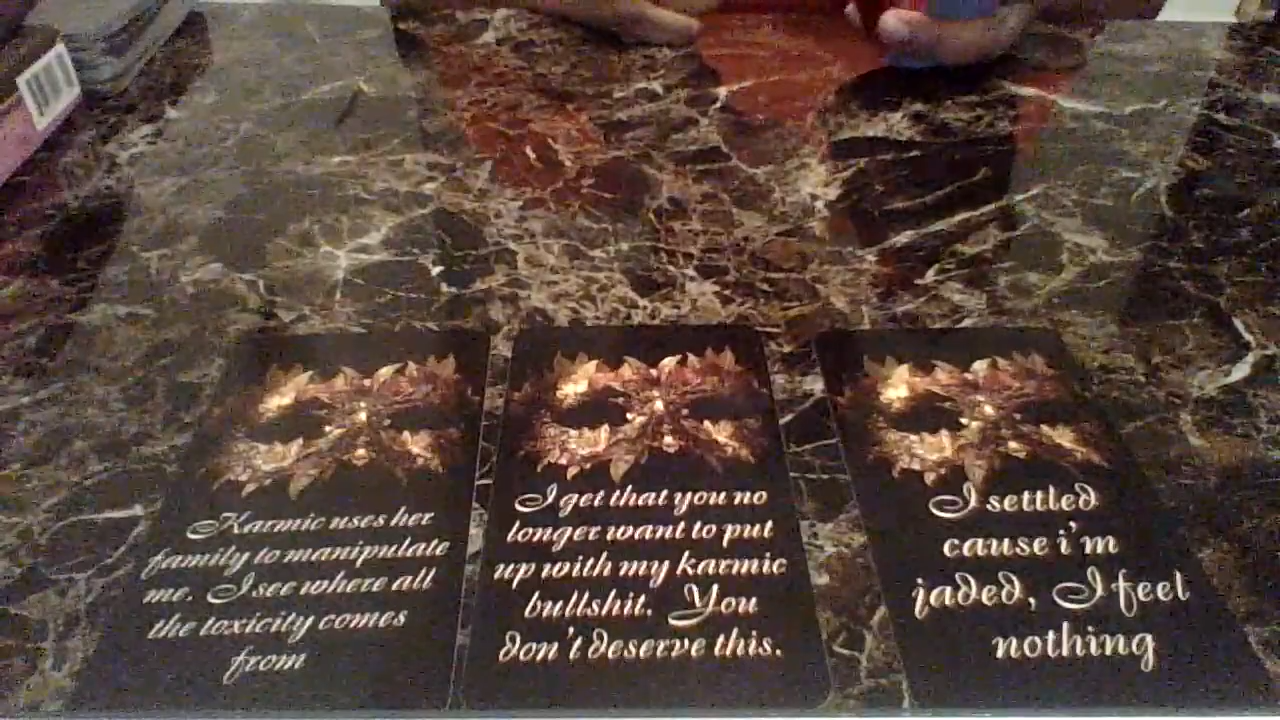 Karmic uses her
family to manipulate
me. I see where all
the toxicity comes
from
I get that you no
longer want to put
up with my karmic
bullshit. You
don't deserve this.
I settled
cause i'm
jaded, I feel
nothing